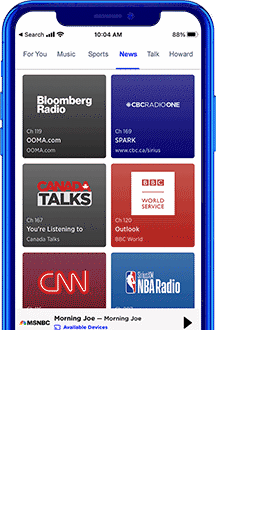 Search 10:04 AM 88%
For You Music Sports News Talk Howard
Bloomberg
Radio
Ch 119
OOMA.com
OOMA.com
CBC RADIO ONE
Ch 169
SPARK
www.cbc.ca/sirius
CANADA
TALKS
Ch 167
You're Listening to
Canada Talks
BBC
WORLD
SERVICE
Ch 120
Outlook
BBC World
CNN
SiriusXM
NBA Radio
MSNBC
Morning Joe — Morning Joe
Available Devices